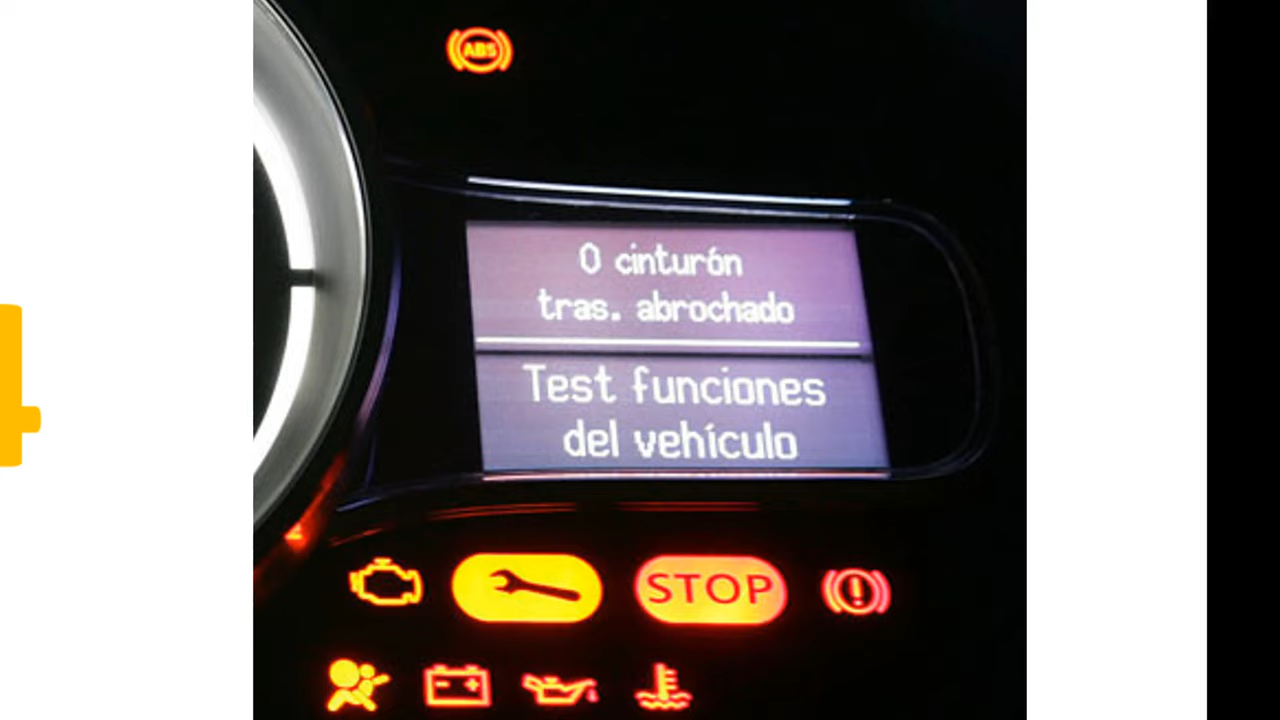 ABS
0 cinturón
tras. abrochado
Test funciones
del vehículo
STOP